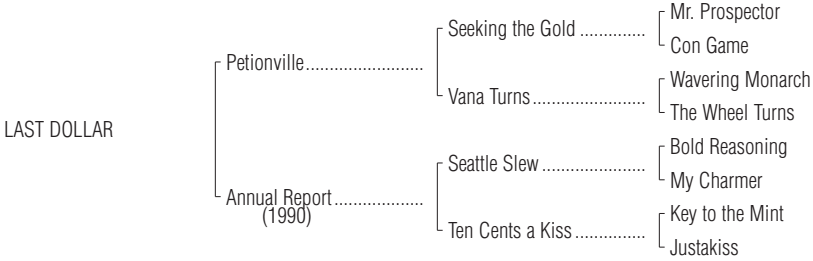 Mr. Prospector
Seeking the Gold ..............
Con Game
Petionville.........................
Wavering Monarch
Vana Turns........................
The Wheel Turns
LAST DOLLAR
Bold Reasoning
Seattle Slew ......................
My Charmer
Annual Report...................
(1990)
Key to the Mint
Ten Cents a Kiss...............
Justakiss